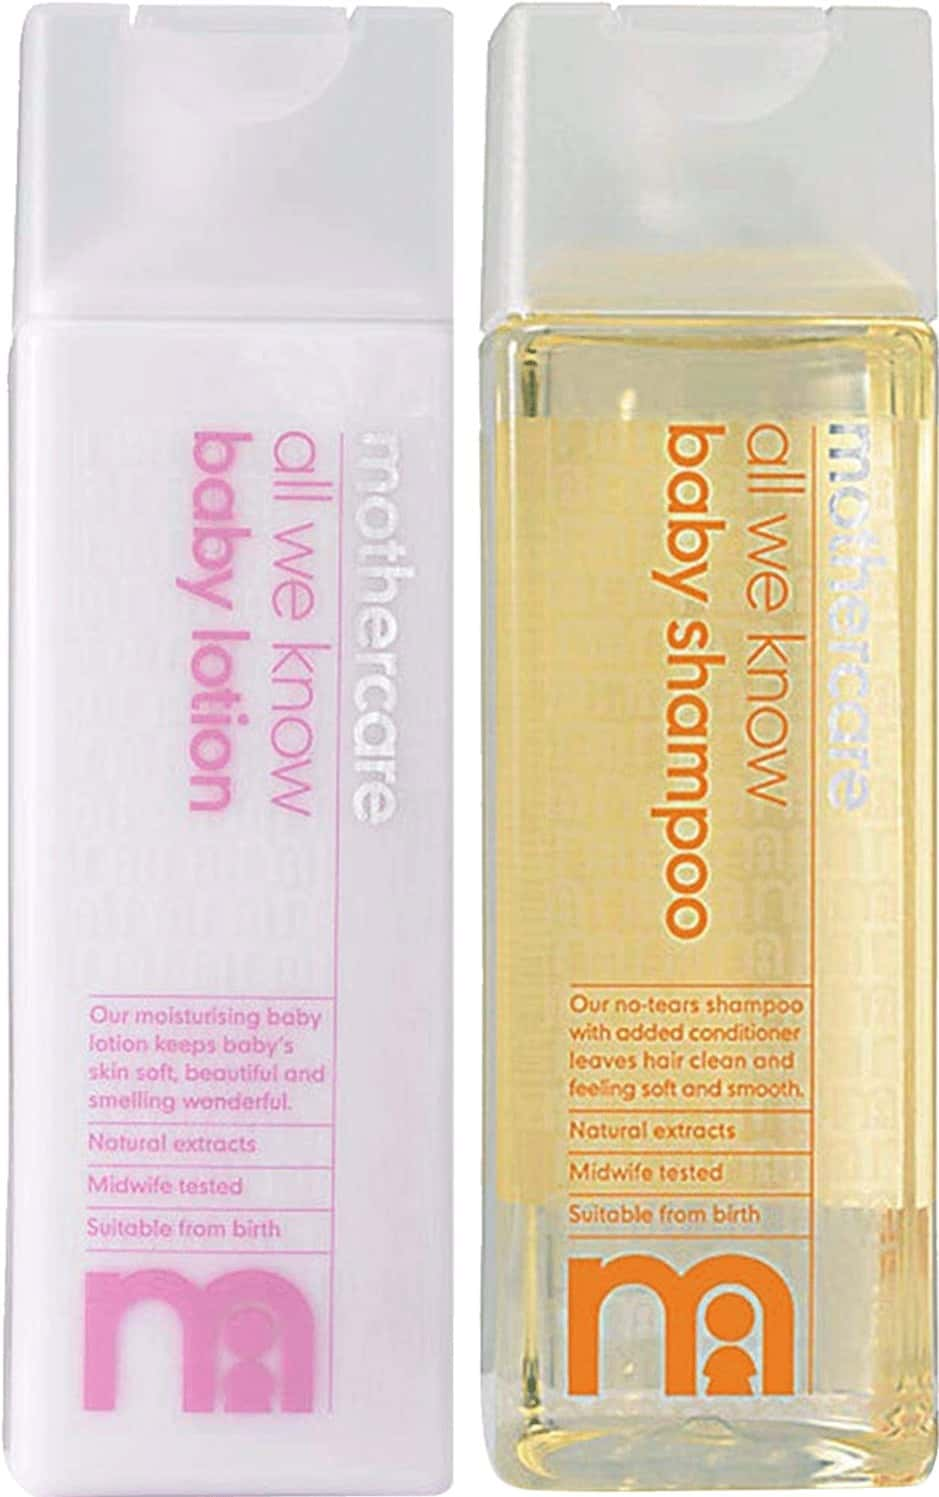 mothercare
all we know
baby lotion
Our moisturising baby
lotion keeps baby's
skin soft, beautiful and
smelling wonderful.
Natural extracts
Midwife tested
Suitable from birth
m
mothercare
all we know
baby shampoo
Our no-tears shampoo
with added conditioner
leaves hair clean and
feeling soft and smooth.
Natural extracts
Midwife tested
Suitable from birth
m